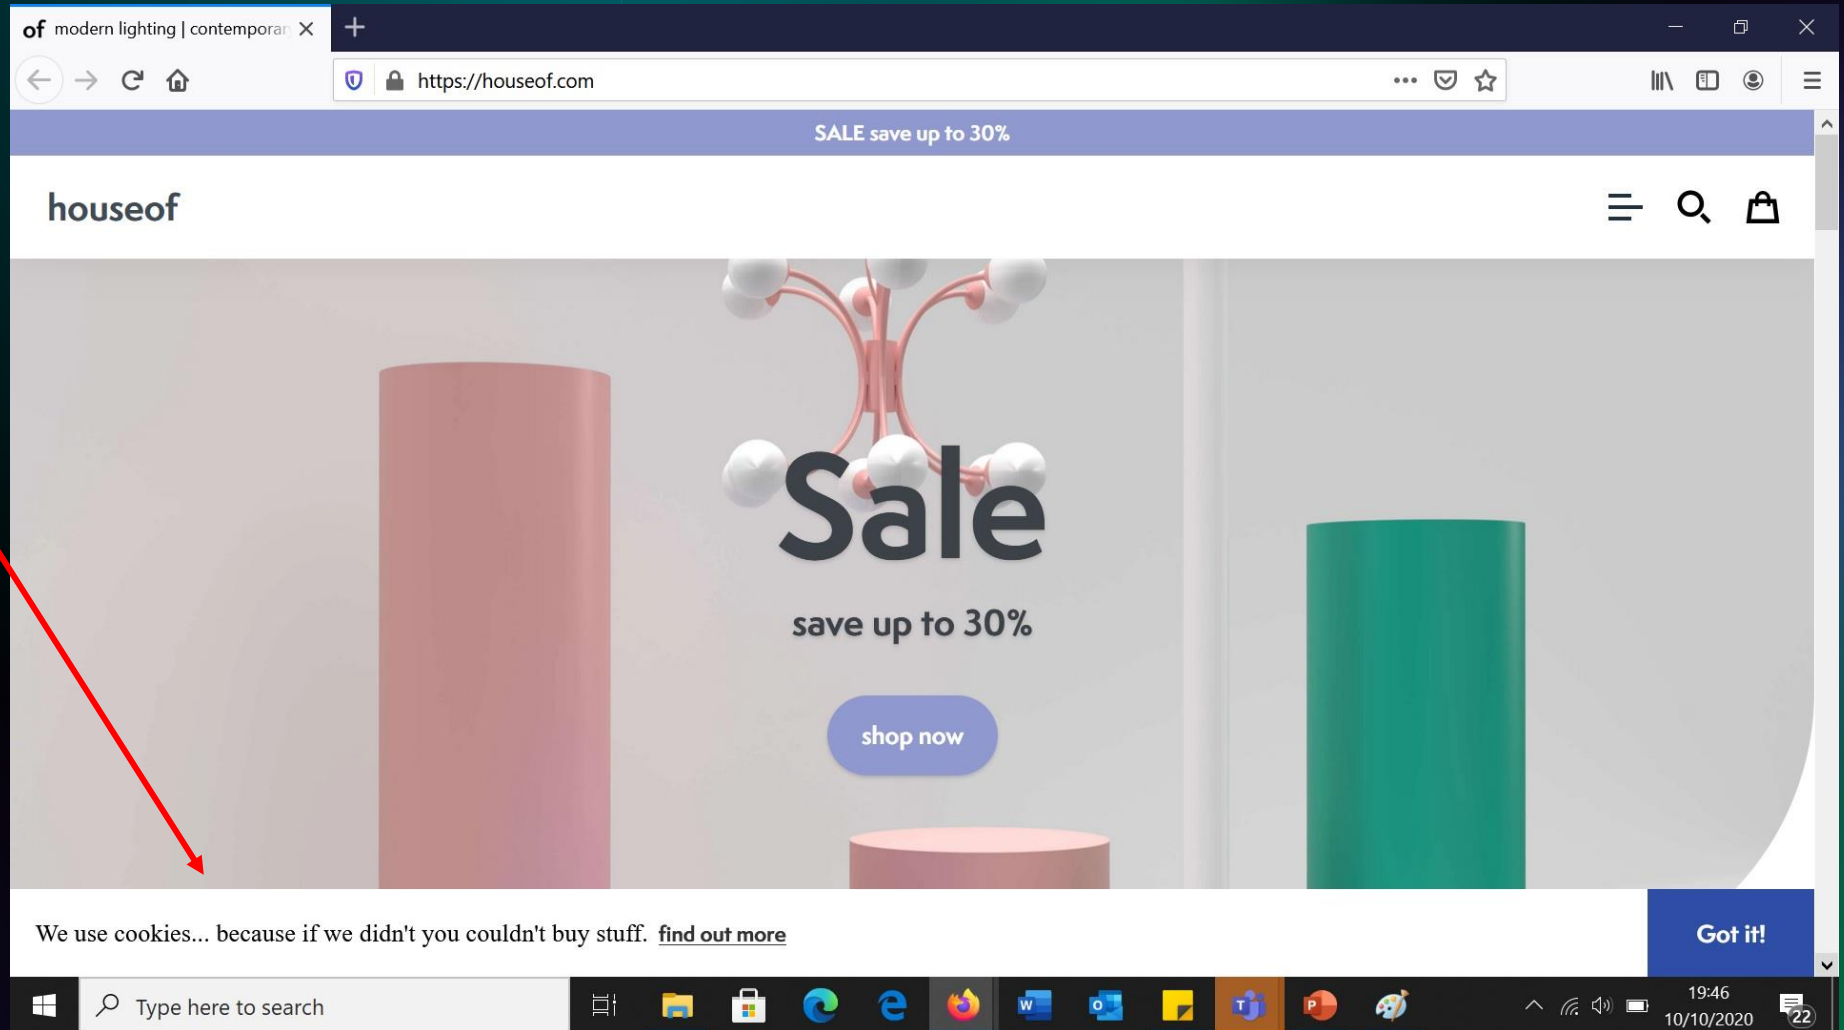 of modern lighting | contemporar
https://houseof.com
SALE save up to 30%
houseof
Sale
save up to 30%
shop now
We use cookies... because if we didn't you couldn't buy stuff. find out more
Got it!
Type here to search
19:46
10/10/2020
22